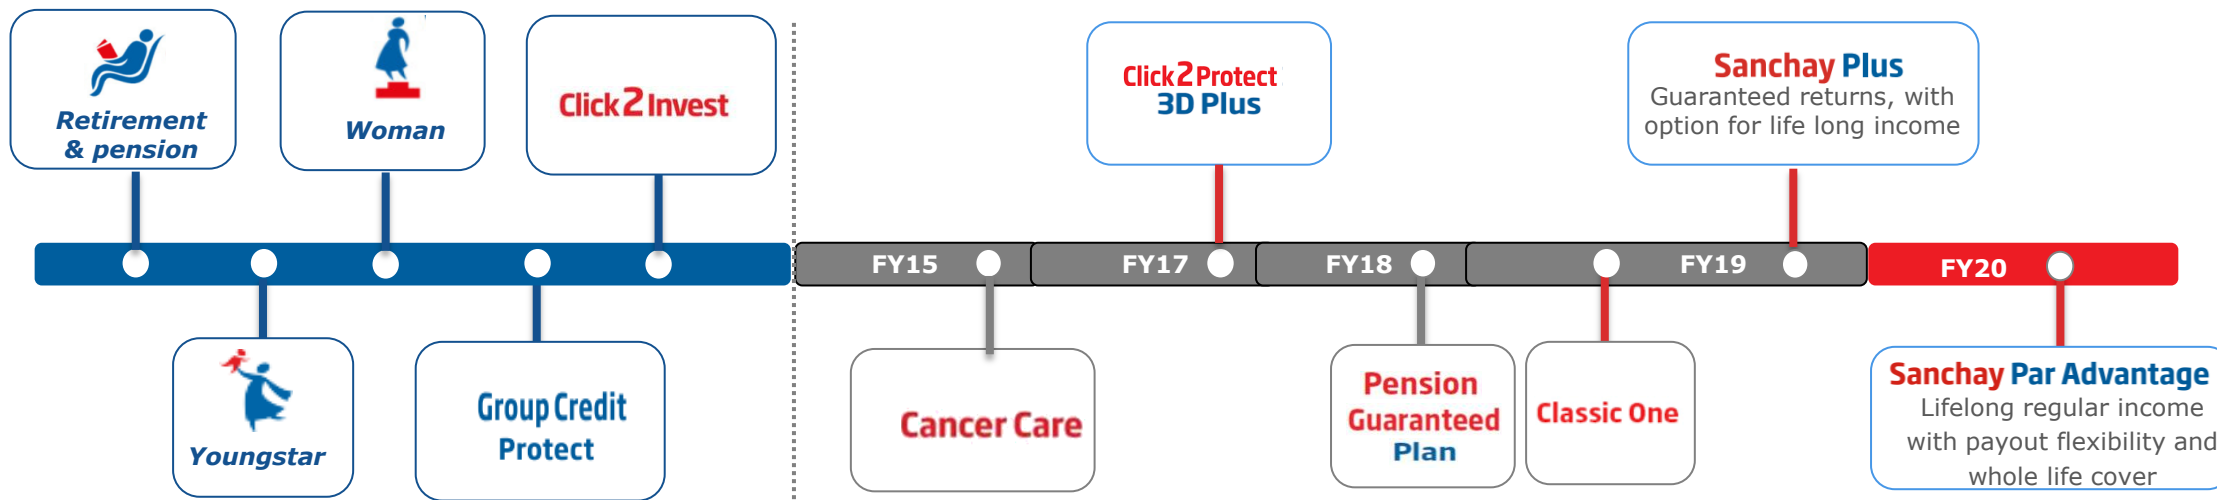 Retirement
& pension
Woman
Click2Invest
Click2Protect
3D Plus
Sanchay Plus
Guaranteed returns, with
option for life long income
FY15
FY17
FY18
FY19
FY20
Youngstar
Group Credit
Protect
Cancer Care
Pension
Guaranteed
Plan
Classic One
Sanchay Par Advantage
Lifelong regular income
with payout flexibility and
whole life cover